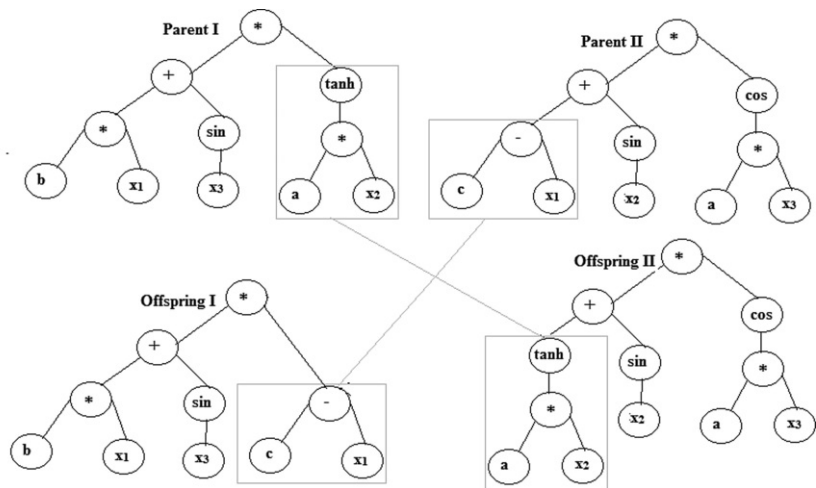 Parent I
*
+
tanh
*
sin
*
b
x1
x3
a
x2
Parent II
*
+
cos
-
sin
*
c
x1
x2
a
x3
Offspring I
*
+
*
sin
-
b
x1
x3
c
x1
Offspring II
*
+
cos
tanh
sin
*
*
x2
a
x3
a
x2